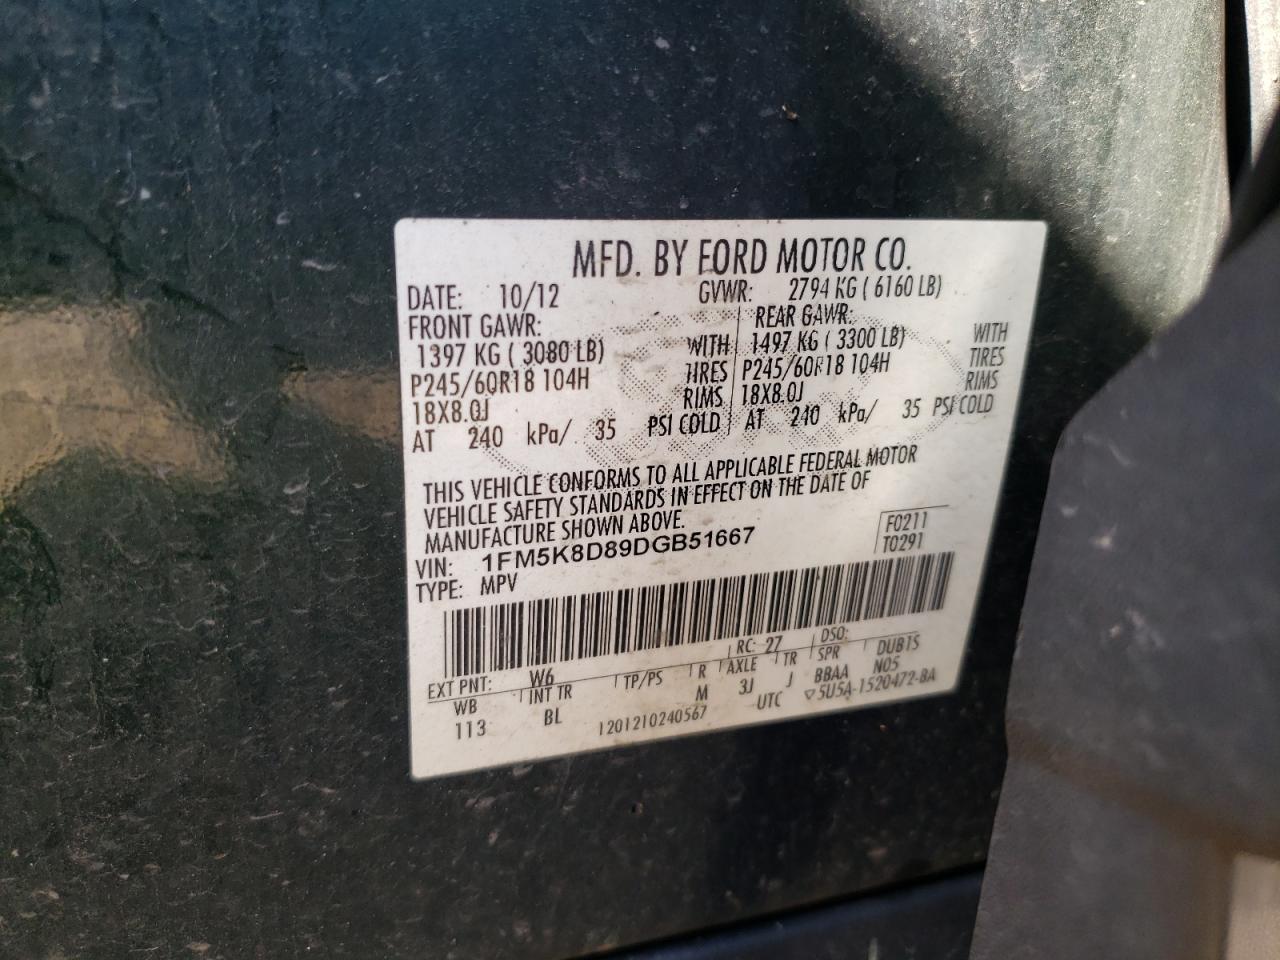 MFD. BY FORD MOTOR CO.
DATE: 10/12 GVWR: 2794 KG ( 6160 LB)
FRONT GAWR: REAR GAWR:
1397 KG ( 3080 LB) WITH 1497 KG ( 3300 LB) WITH
P245/60R18 104H TIRES P245/60R18 104H TIRES
18X8.0J RIMS 18X8.0J RIMS
AT 240 kPa/ 35 PSI COLD AT 240 kPa/ 35 PSI COLD
THIS VEHICLE CONFORMS TO ALL APPLICABLE FEDERAL MOTOR
VEHICLE SAFETY STANDARDS IN EFFECT ON THE DATE OF
MANUFACTURE SHOWN ABOVE.
VIN: 1FM5K8D89DGB51667 F0211
TYPE: MPV T0291
EXT PNT: W6 RC: 27 DSO:
WB INT TR TP/PS R AXLE TR SPR DUBTS
113 BL M 3J J BBAA N05
1201210240567 UTC ▽5U5A-1520472-BA